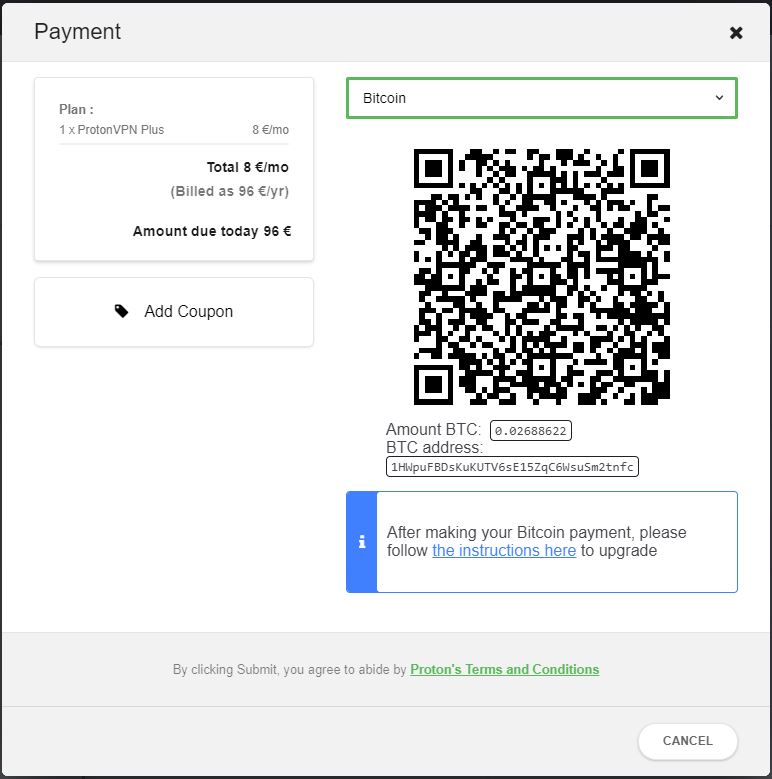 Payment
Plan :
1 x ProtonVPN Plus 8 €/mo
Total 8 €/mo
(Billed as 96 €/yr)
Amount due today 96 €
Add Coupon
Bitcoin
Amount BTC: 0.02688622
BTC address:
1HWpuFBDsKuKUTV6sE15ZqC6WsuSm2tnfc
After making your Bitcoin payment, please
follow the instructions here to upgrade
By clicking Submit, you agree to abide by Proton's Terms and Conditions
CANCEL